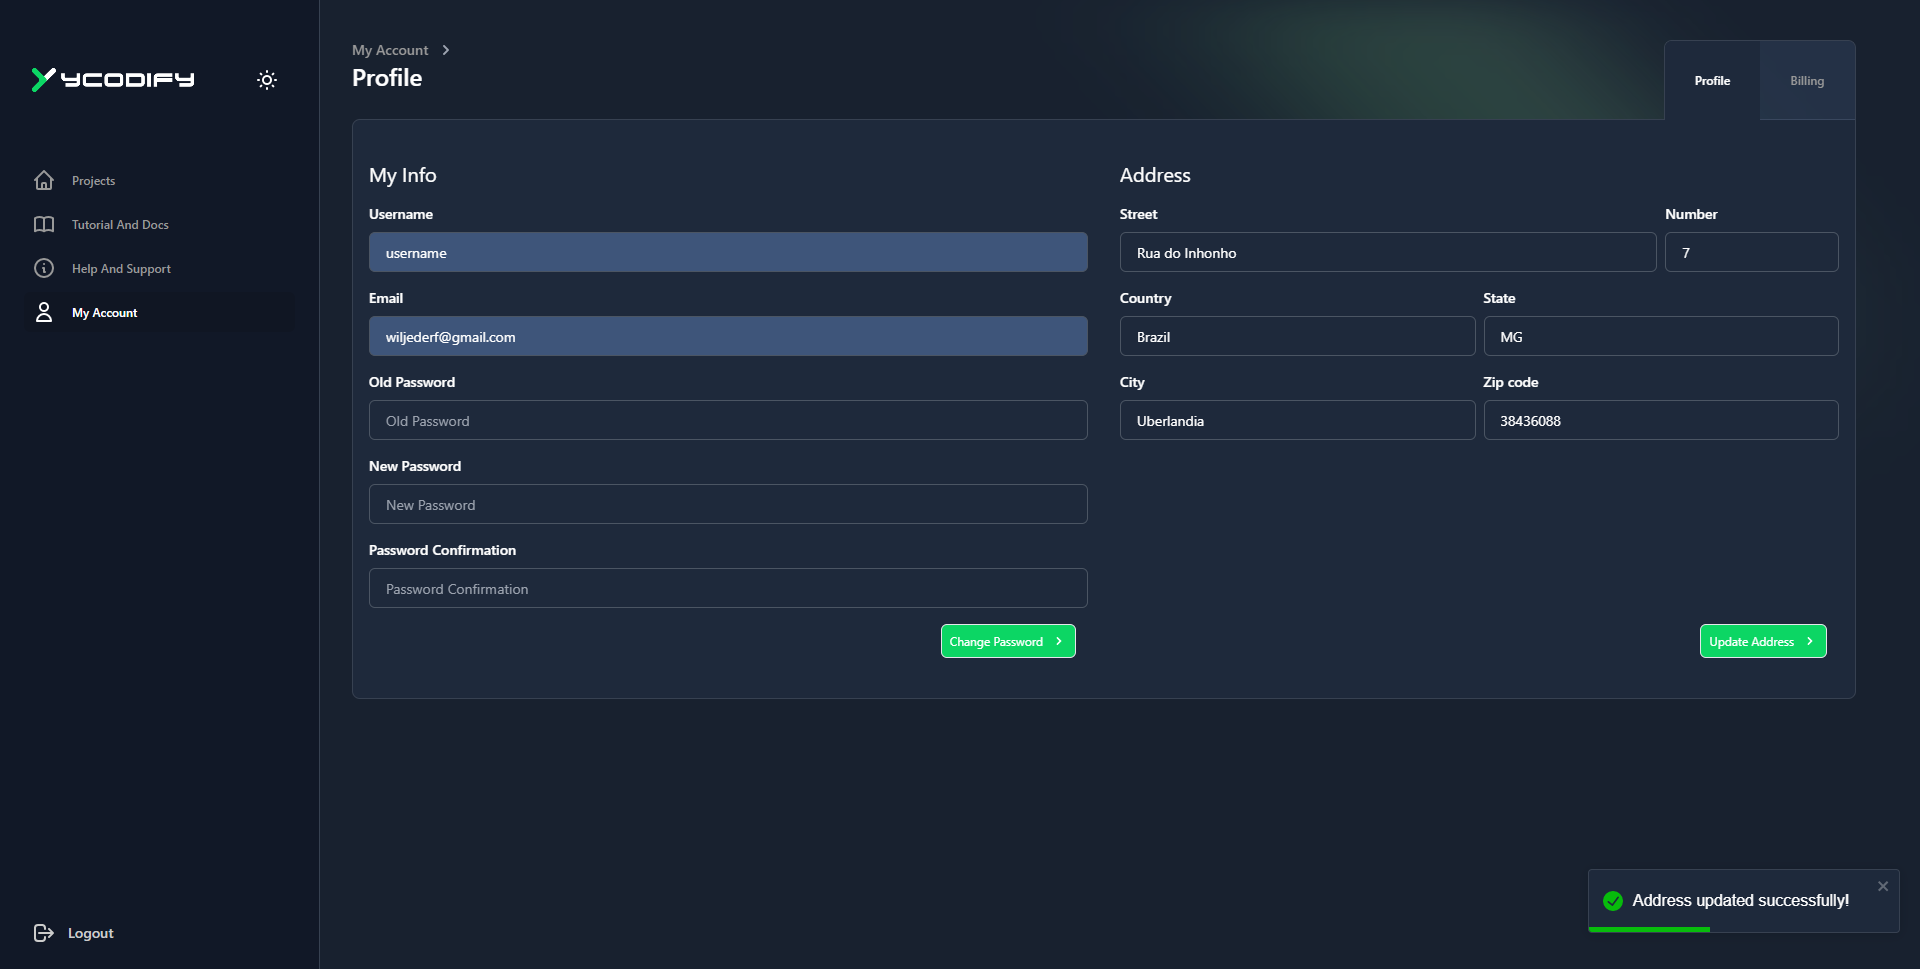 YCODIFY
Projects
Tutorial And Docs
Help And Support
My Account
Logout
My Account
Profile
Profile
Billing
My Info
Username
username
Email
wiljederf@gmail.com
Old Password
Old Password
New Password
New Password
Password Confirmation
Password Confirmation
Change Password
Address
Street
Number
Rua do Inhonho
7
Country
State
Brazil
MG
City
Zip code
Uberlandia
38436088
Update Address
Address updated successfully!